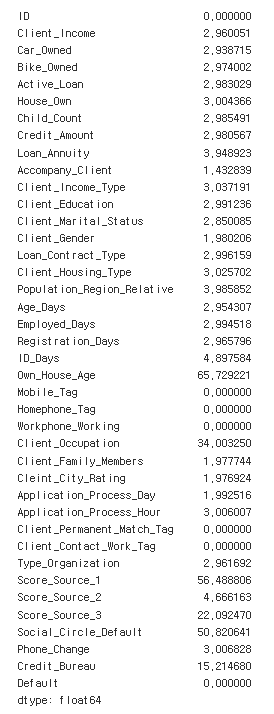 ID 0.000000
Client_Income 2.960051
Car_Owned 2.938715
Bike_Owned 2.974002
Active_Loan 2.983029
House_Own 3.004366
Child_Count 2.985491
Credit_Amount 2.980567
Loan_Annuity 3.948923
Accompany_Client 1.432839
Client_Income_Type 3.037191
Client_Education 2.991236
Client_Marital_Status 2.850085
Client_Gender 1.980206
Loan_Contract_Type 2.996159
Client_Housing_Type 3.025702
Population_Region_Relative 3.985852
Age_Days 2.954307
Employed_Days 2.994518
Registration_Days 2.965796
ID_Days 4.897584
Own_House_Age 65.729221
Mobile_Tag 0.000000
Homephone_Tag 0.000000
Workphone_Working 0.000000
Client_Occupation 34.003250
Client_Family_Members 1.977744
Cleint_City_Rating 1.976924
Application_Process_Day 1.992516
Application_Process_Hour 3.006007
Client_Permanent_Match_Tag 0.000000
Client_Contact_Work_Tag 0.000000
Type_Organization 2.961692
Score_Source_1 56.488806
Score_Source_2 4.666163
Score_Source_3 22.092470
Social_Circle_Default 50.820641
Phone_Change 3.006828
Credit_Bureau 15.214680
Default 0.000000
dtype: float64